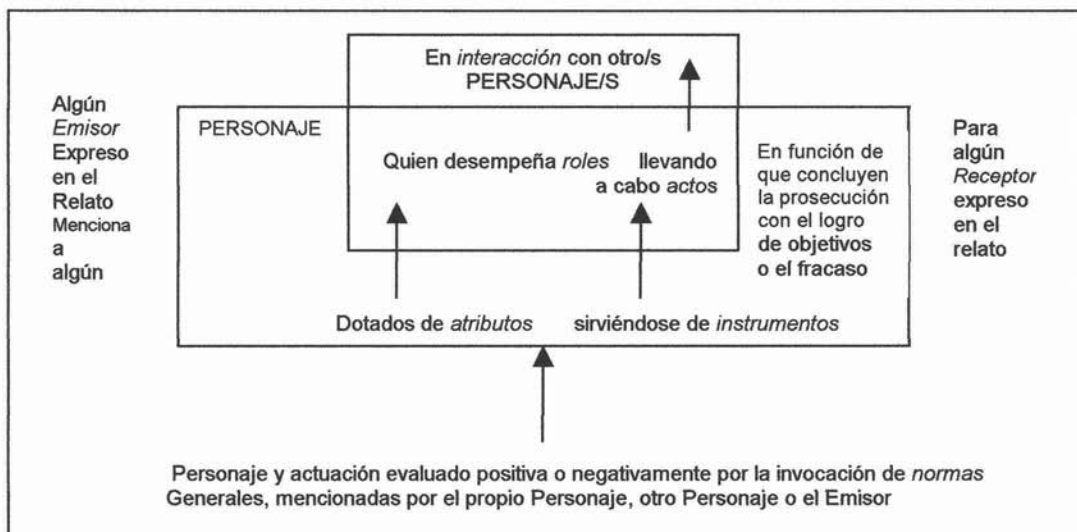 En interacción con otro/s
PERSONAJE/S
Algún
Emisor
Expreso
en el
Relato
Menciona
a
algún
PERSONAJE
Quien desempeña roles llevando
a cabo actos
En función de
que concluyen
la prosecución
con el logro
de objetivos
o el fracaso
Para
algún
Receptor
expreso
en el
relato
Dotados de atributos sirviéndose de instrumentos
Personaje y actuación evaluado positiva o negativamente por la invocación de normas
Generales, mencionadas por el propio Personaje, otro Personaje o el Emisor